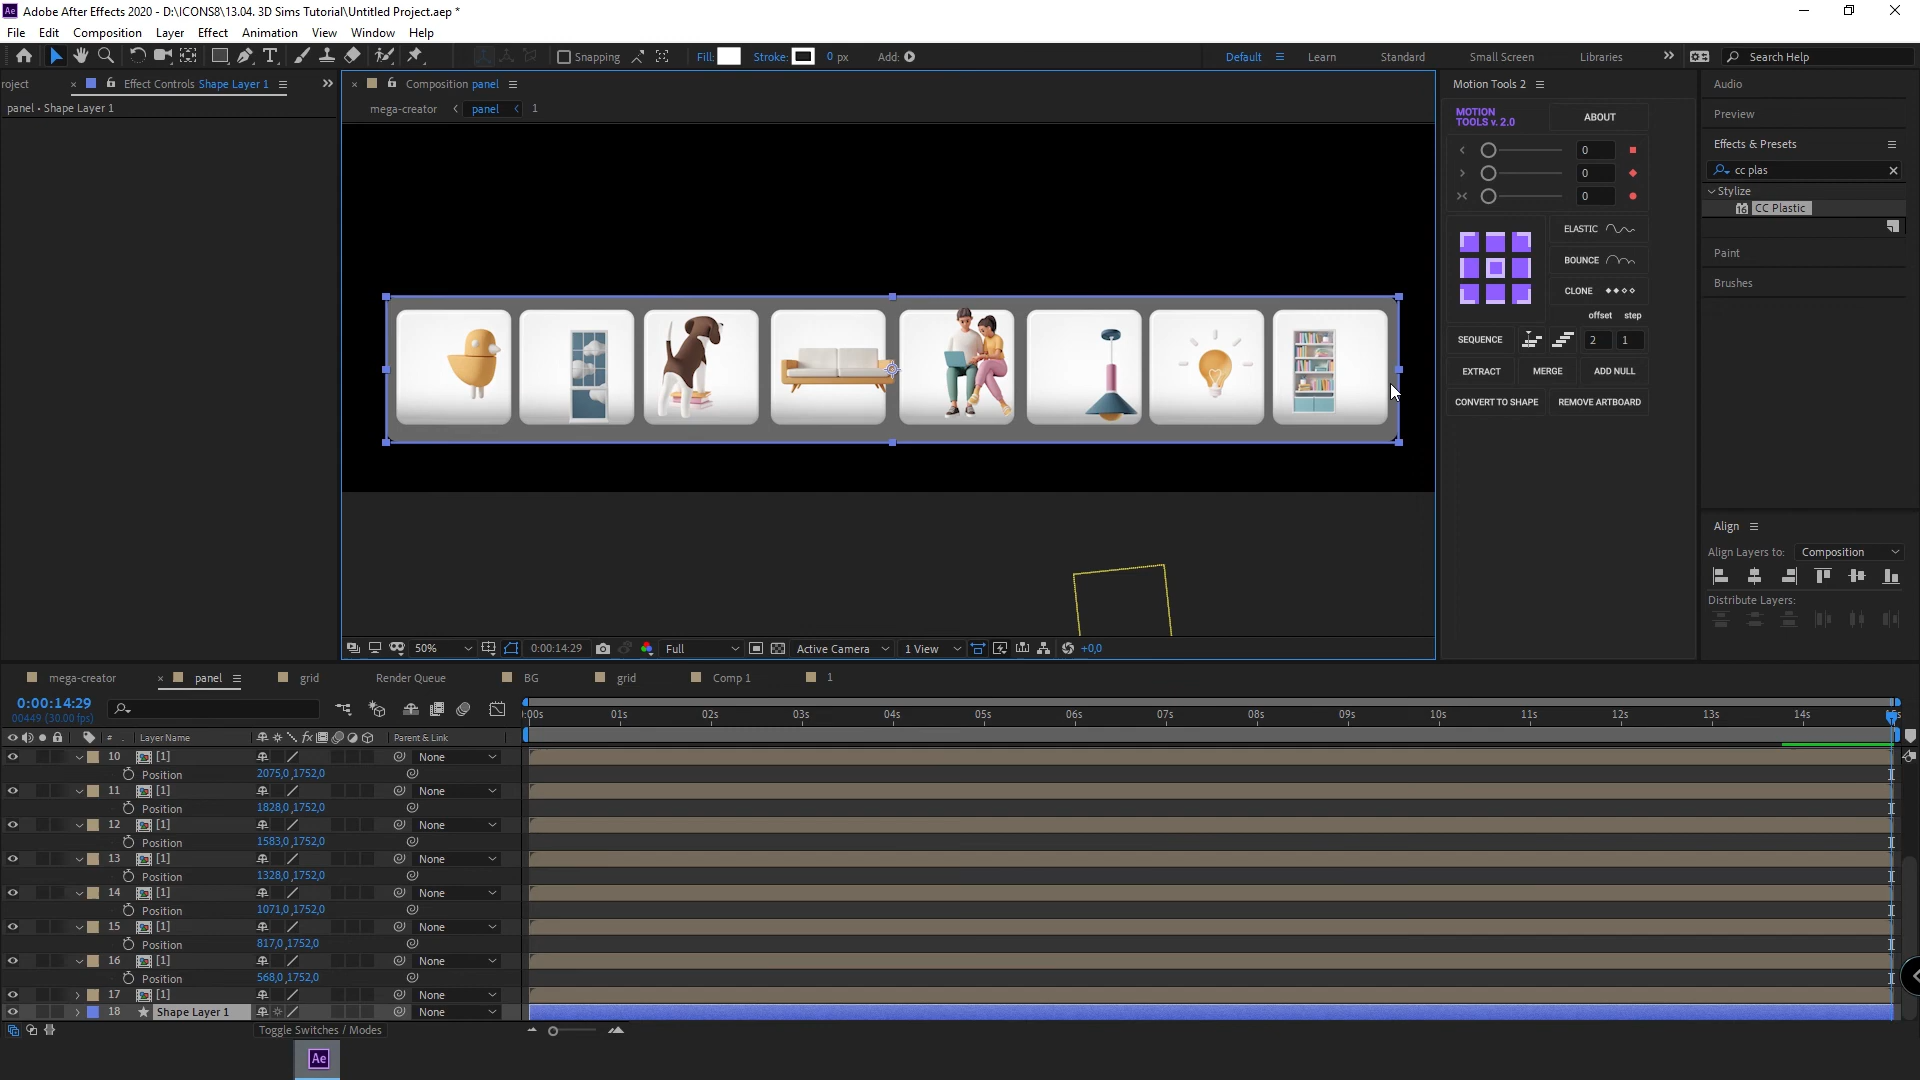 Adobe After Effects 2020 - D:\ICONS8\13.04. 3D Sims Tutorial\Untitled Project.aep *
File Edit Composition Layer Effect Animation View Window Help
Snapping Fill: Stroke: 0 px Add: Default Learn Standard Small Screen Libraries Search Help
roject Effect Controls Shape Layer 1
panel • Shape Layer 1
Composition panel
mega-creator panel 1
Motion Tools 2
MOTION TOOLS v. 2.0 ABOUT
0
0
0
ELASTIC
BOUNCE
CLONE
offset step
SEQUENCE 2 1
EXTRACT MERGE ADD NULL
CONVERT TO SHAPE REMOVE ARTBOARD
Audio
Preview
Effects & Presets
cc plas
Stylize
16 CC Plastic
Paint
Brushes
Align
Align Layers to: Composition
Distribute Layers:
50% 0:00:14:29 Full Active Camera 1 View +0,0
mega-creator panel grid Render Queue BG grid Comp 1 1
0:00:14:29
00449 (30.00 fps)
:00s 01s 02s 03s 04s 05s 06s 07s 08s 09s 10s 11s 12s 13s 14s
# Layer Name Parent & Link
10 [1] None
Position 2075,0,1752,0
11 [1] None
Position 1828,0,1752,0
12 [1] None
Position 1583,0,1752,0
13 [1] None
Position 1328,0,1752,0
14 [1] None
Position 1071,0,1752,0
15 [1] None
Position 817,0,1752,0
16 [1] None
Position 568,0,1752,0
17 [1] None
18 Shape Layer 1 None
Toggle Switches / Modes
Ae